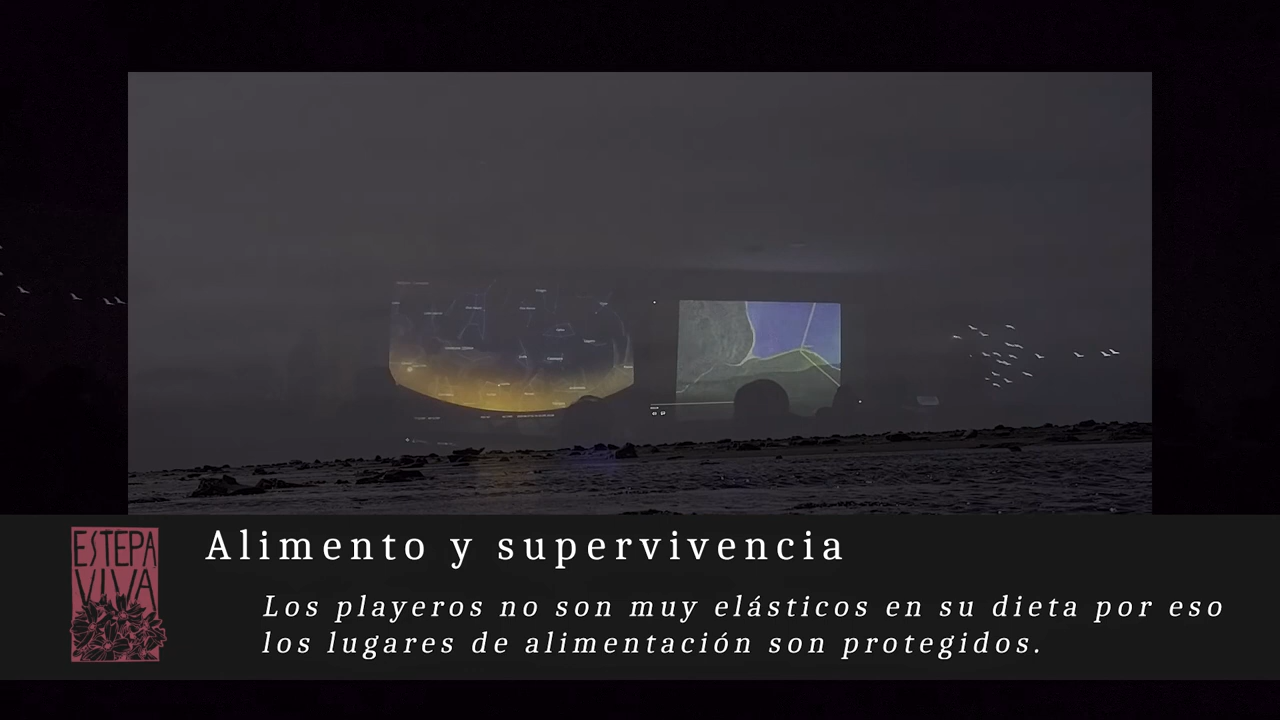 ESTEPA
VIVA
Alimento y supervivencia
Los playeros no son muy elásticos en su dieta por eso
los lugares de alimentación son protegidos.